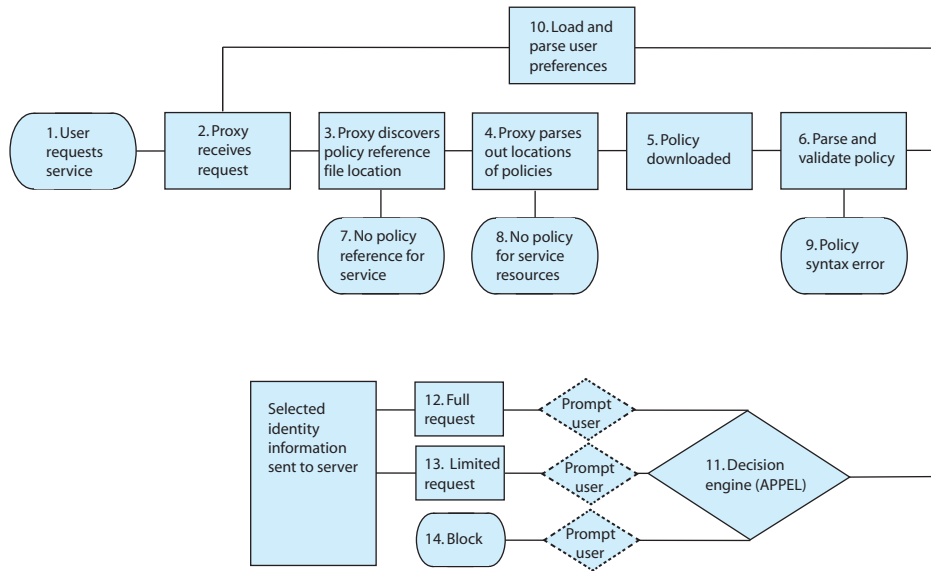 10. Load and
parse user
preferences
1. User
requests
service
2. Proxy
receives
request
3. Proxy discovers
policy reference
file location
4. Proxy parses
out locations
of policies
5. Policy
downloaded
6. Parse and
validate policy
7. No policy
reference for
service
8. No policy
for service
resources
9. Policy
syntax error
Selected
identity
information
sent to server
12. Full
request
Prompt
user
13. Limited
request
Prompt
user
11. Decision
engine (APPEL)
14. Block
Prompt
user